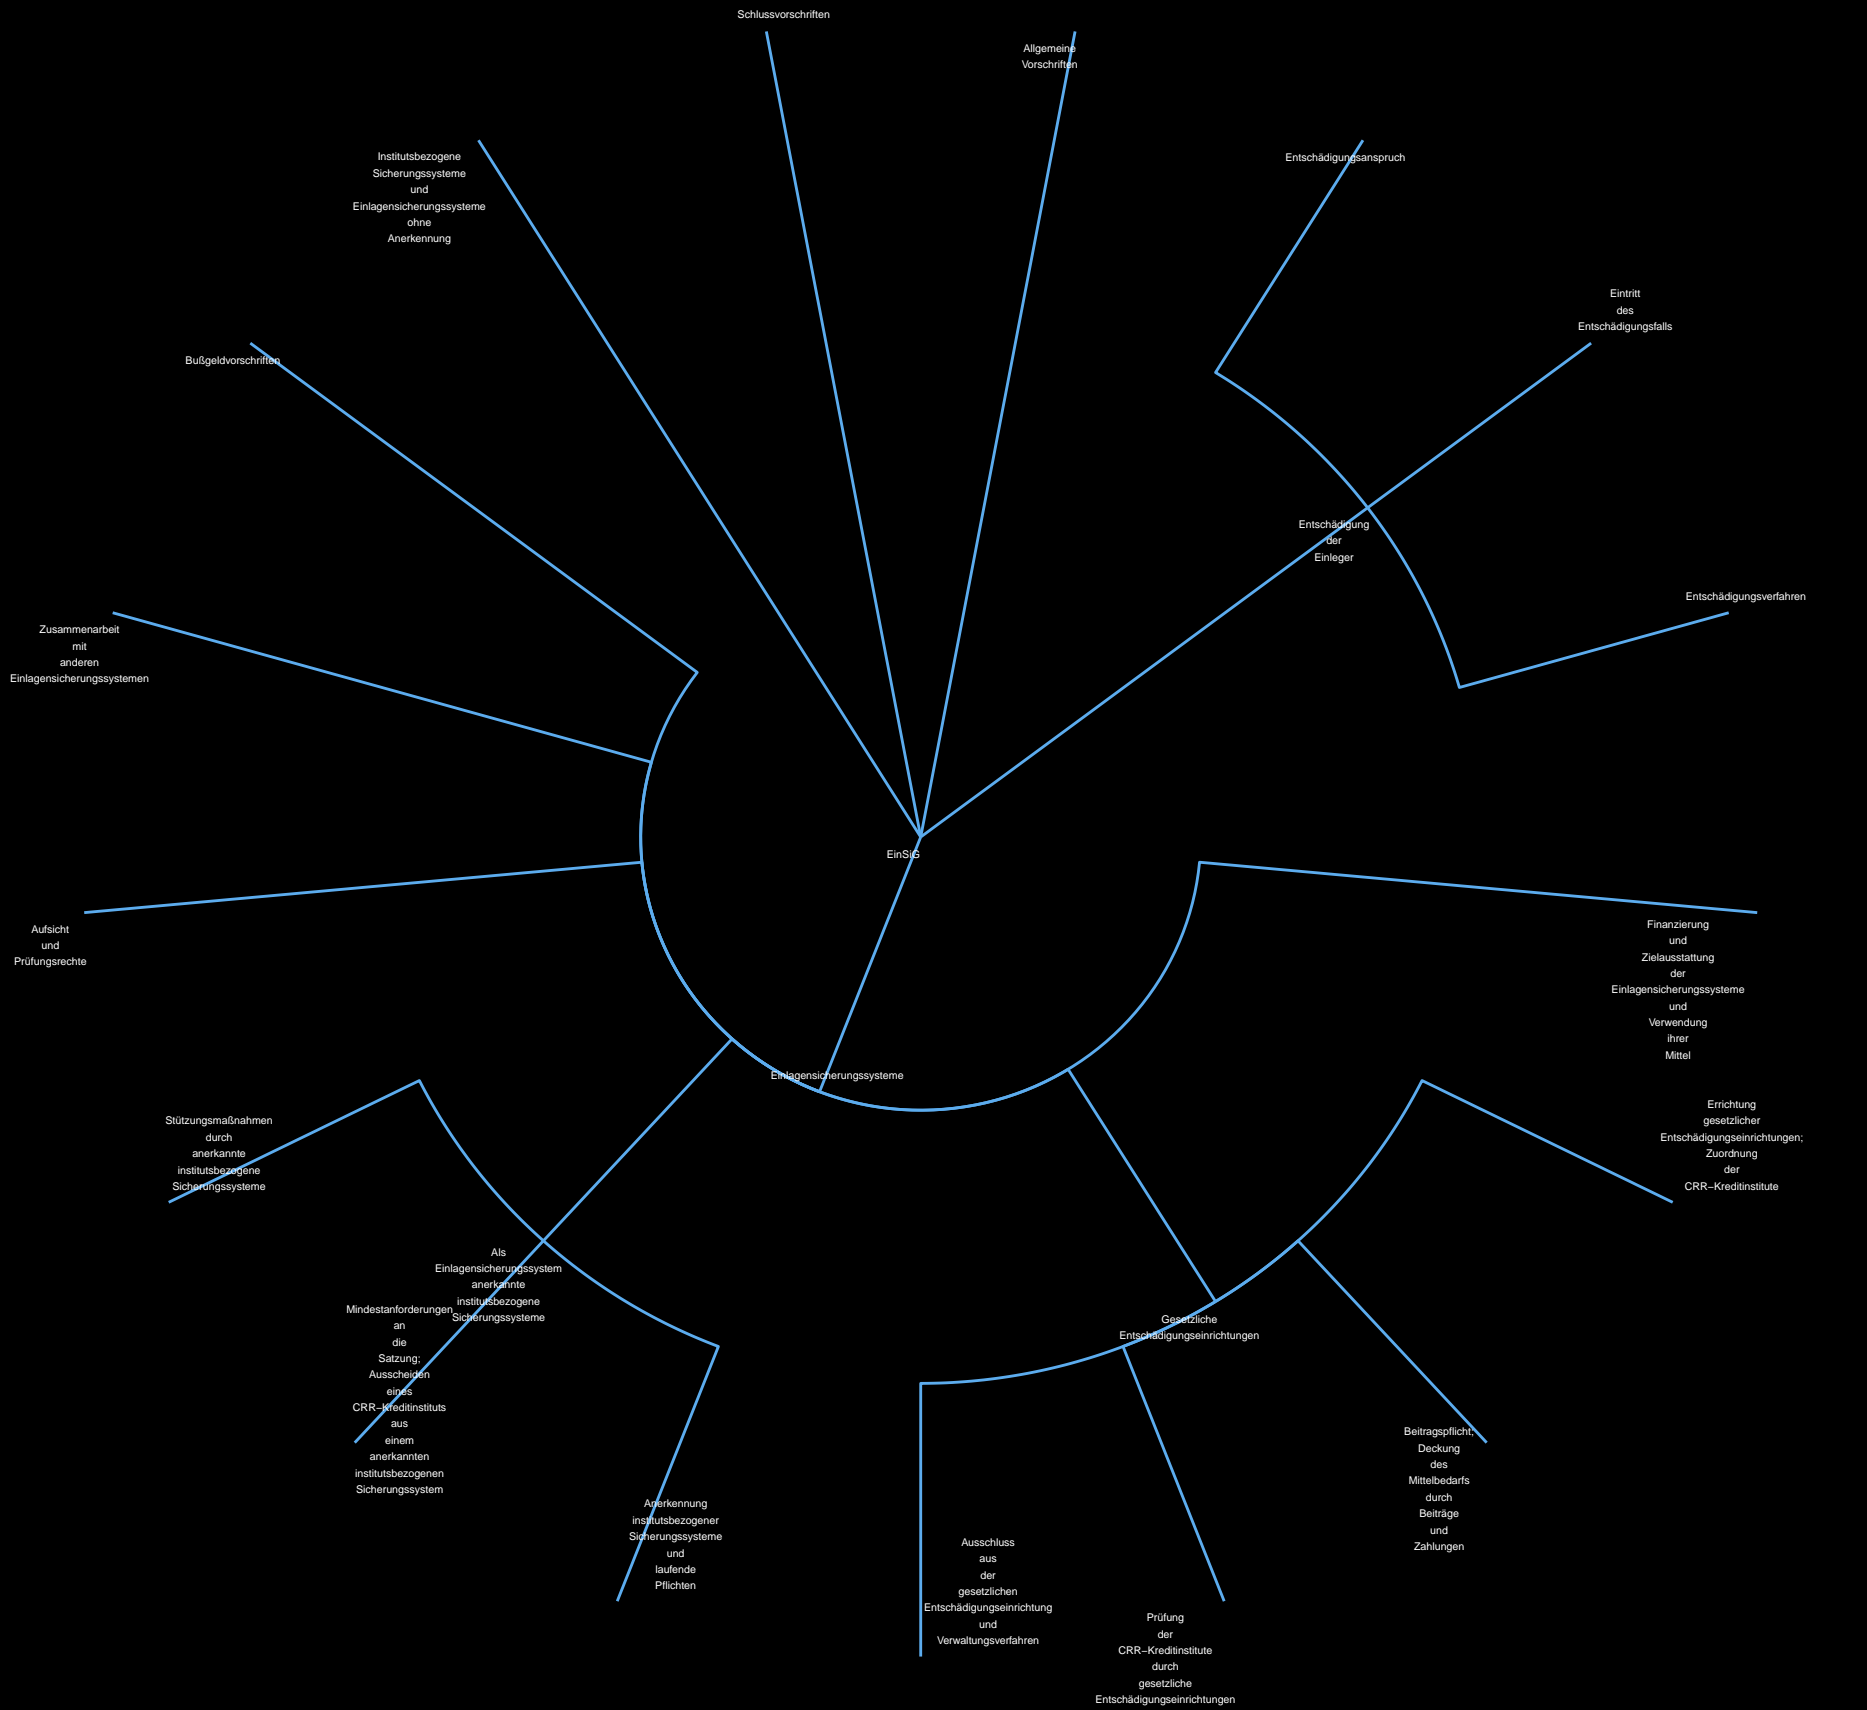 Schlussvorschriften
Allgemeine
Vorschriften
Institutsbezogene
Sicherungssysteme
und
Einlagensicherungssysteme
ohne
Anerkennung
Entschädigungsanspruch
Eintritt
des
Entschädigungsfalls
Bußgeldvorschriften
Entschädigung
der
Einleger
Entschädigungsverfahren
Zusammenarbeit
mit
anderen
Einlagensicherungssystemen
EinSiG
Aufsicht
und
Prüfungsrechte
Finanzierung
und
Zielausstattung
der
Einlagensicherungssysteme
und
Verwendung
ihrer
Mittel
Einlagensicherungssysteme
Errichtung
gesetzlicher
Entschädigungseinrichtungen;
Zuordnung
der
CRR−Kreditinstitute
Stützungsmaßnahmen
durch
anerkannte
institutsbezogene
Sicherungssysteme
Als
Einlagensicherungssystem
anerkannte
institutsbezogene
Sicherungssysteme
Mindestanforderungen
an
die
Satzung;
Ausscheiden
eines
CRR−Kreditinstituts
aus
einem
anerkannten
institutsbezogenen
Sicherungssystem
Gesetzliche
Entschädigungseinrichtungen
Beitragspflicht;
Deckung
des
Mittelbedarfs
durch
Beiträge
und
Zahlungen
Anerkennung
institutsbezogener
Sicherungssysteme
und
laufende
Pflichten
Ausschluss
aus
der
gesetzlichen
Entschädigungseinrichtung
und
Verwaltungsverfahren
Prüfung
der
CRR−Kreditinstitute
durch
gesetzliche
Entschädigungseinrichtungen